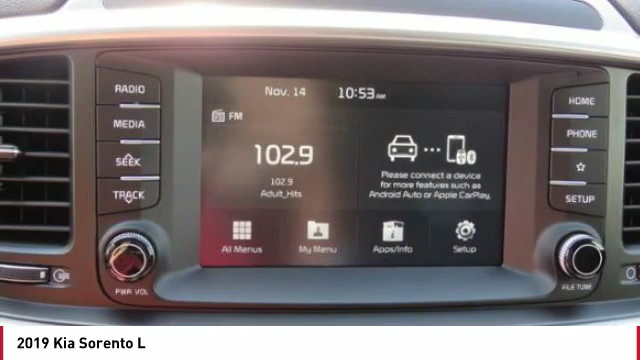 RADIO
MEDIA
SEEK
TRACK
PWR VOL
Nov. 14 10:53 AM
FM
102.9
102.9
Adult_Hits
Please connect a device
for more features such as
Android Auto or Apple CarPlay.
All Menus
My Menu
Apps/Info
Setup
HOME
PHONE
SETUP
FILE TUNE
2019 Kia Sorento L